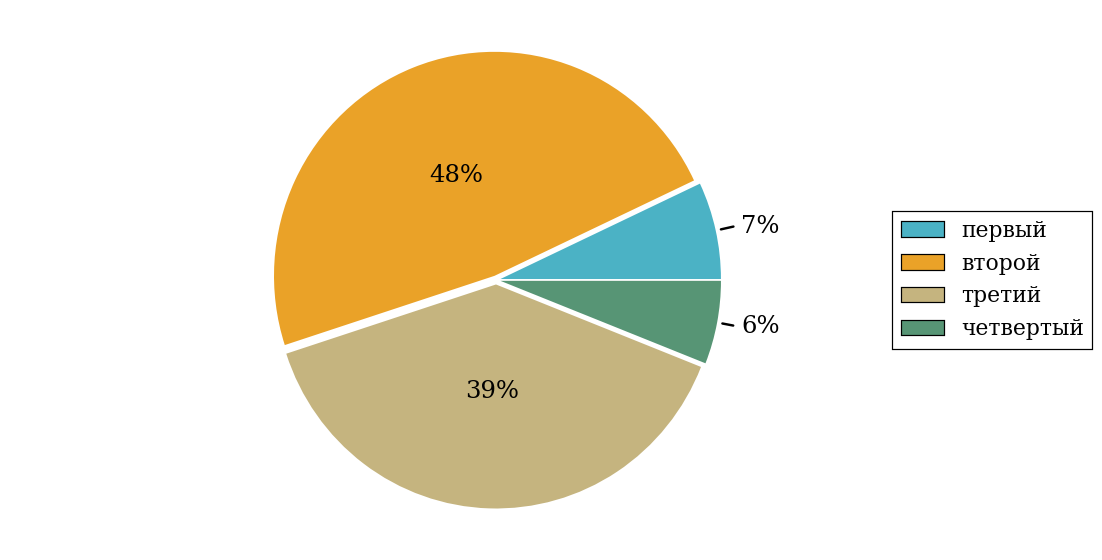 48%
7%
6%
39%
первый
второй
третий
четвертый